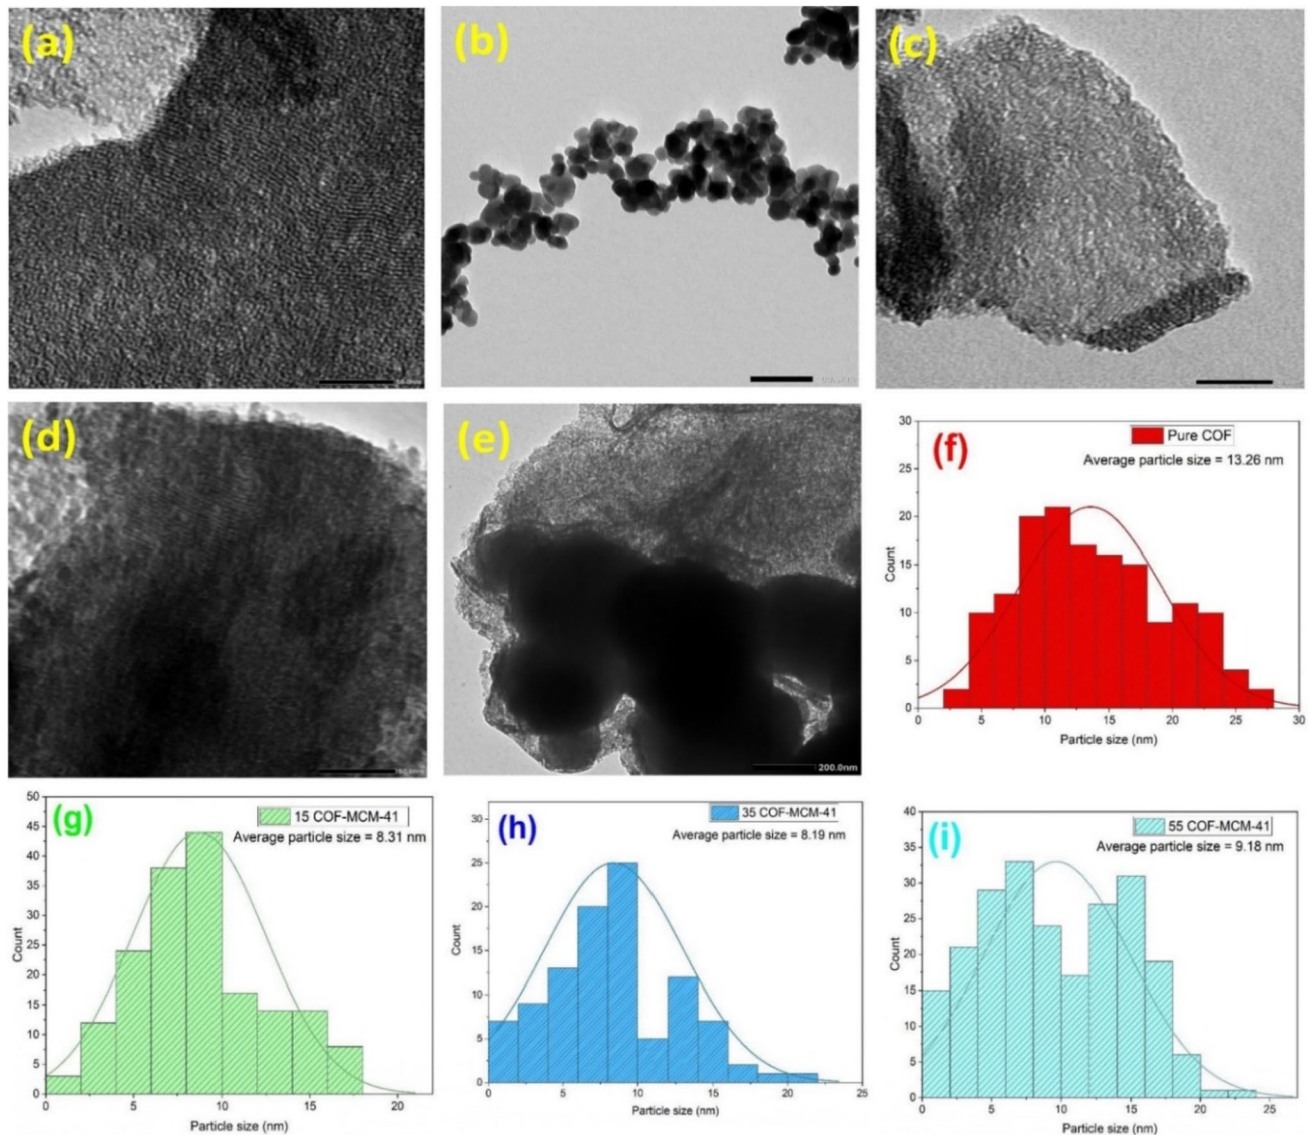 (a)
(b)
(c)
(d)
(e)
200.0nm
(f)
Pure COF
Average particle size = 13.26 nm
Count
30
25
20
15
10
5
0
0 5 10 15 20 25 30
Particle size (nm)
(g)
15 COF-MCM-41
Average particle size = 8.31 nm
Count
50
45
40
35
30
25
20
15
10
5
0
0 5 10 15 20
Particle size (nm)
(h)
35 COF-MCM-41
Average particle size = 8.19 nm
Count
30
25
20
15
10
5
0
0 5 10 15 20 25
Particle size (nm)
(i)
55 COF-MCM-41
Average particle size = 9.18 nm
Count
40
35
30
25
20
15
10
5
0
0 5 10 15 20 25
Particle size (nm)